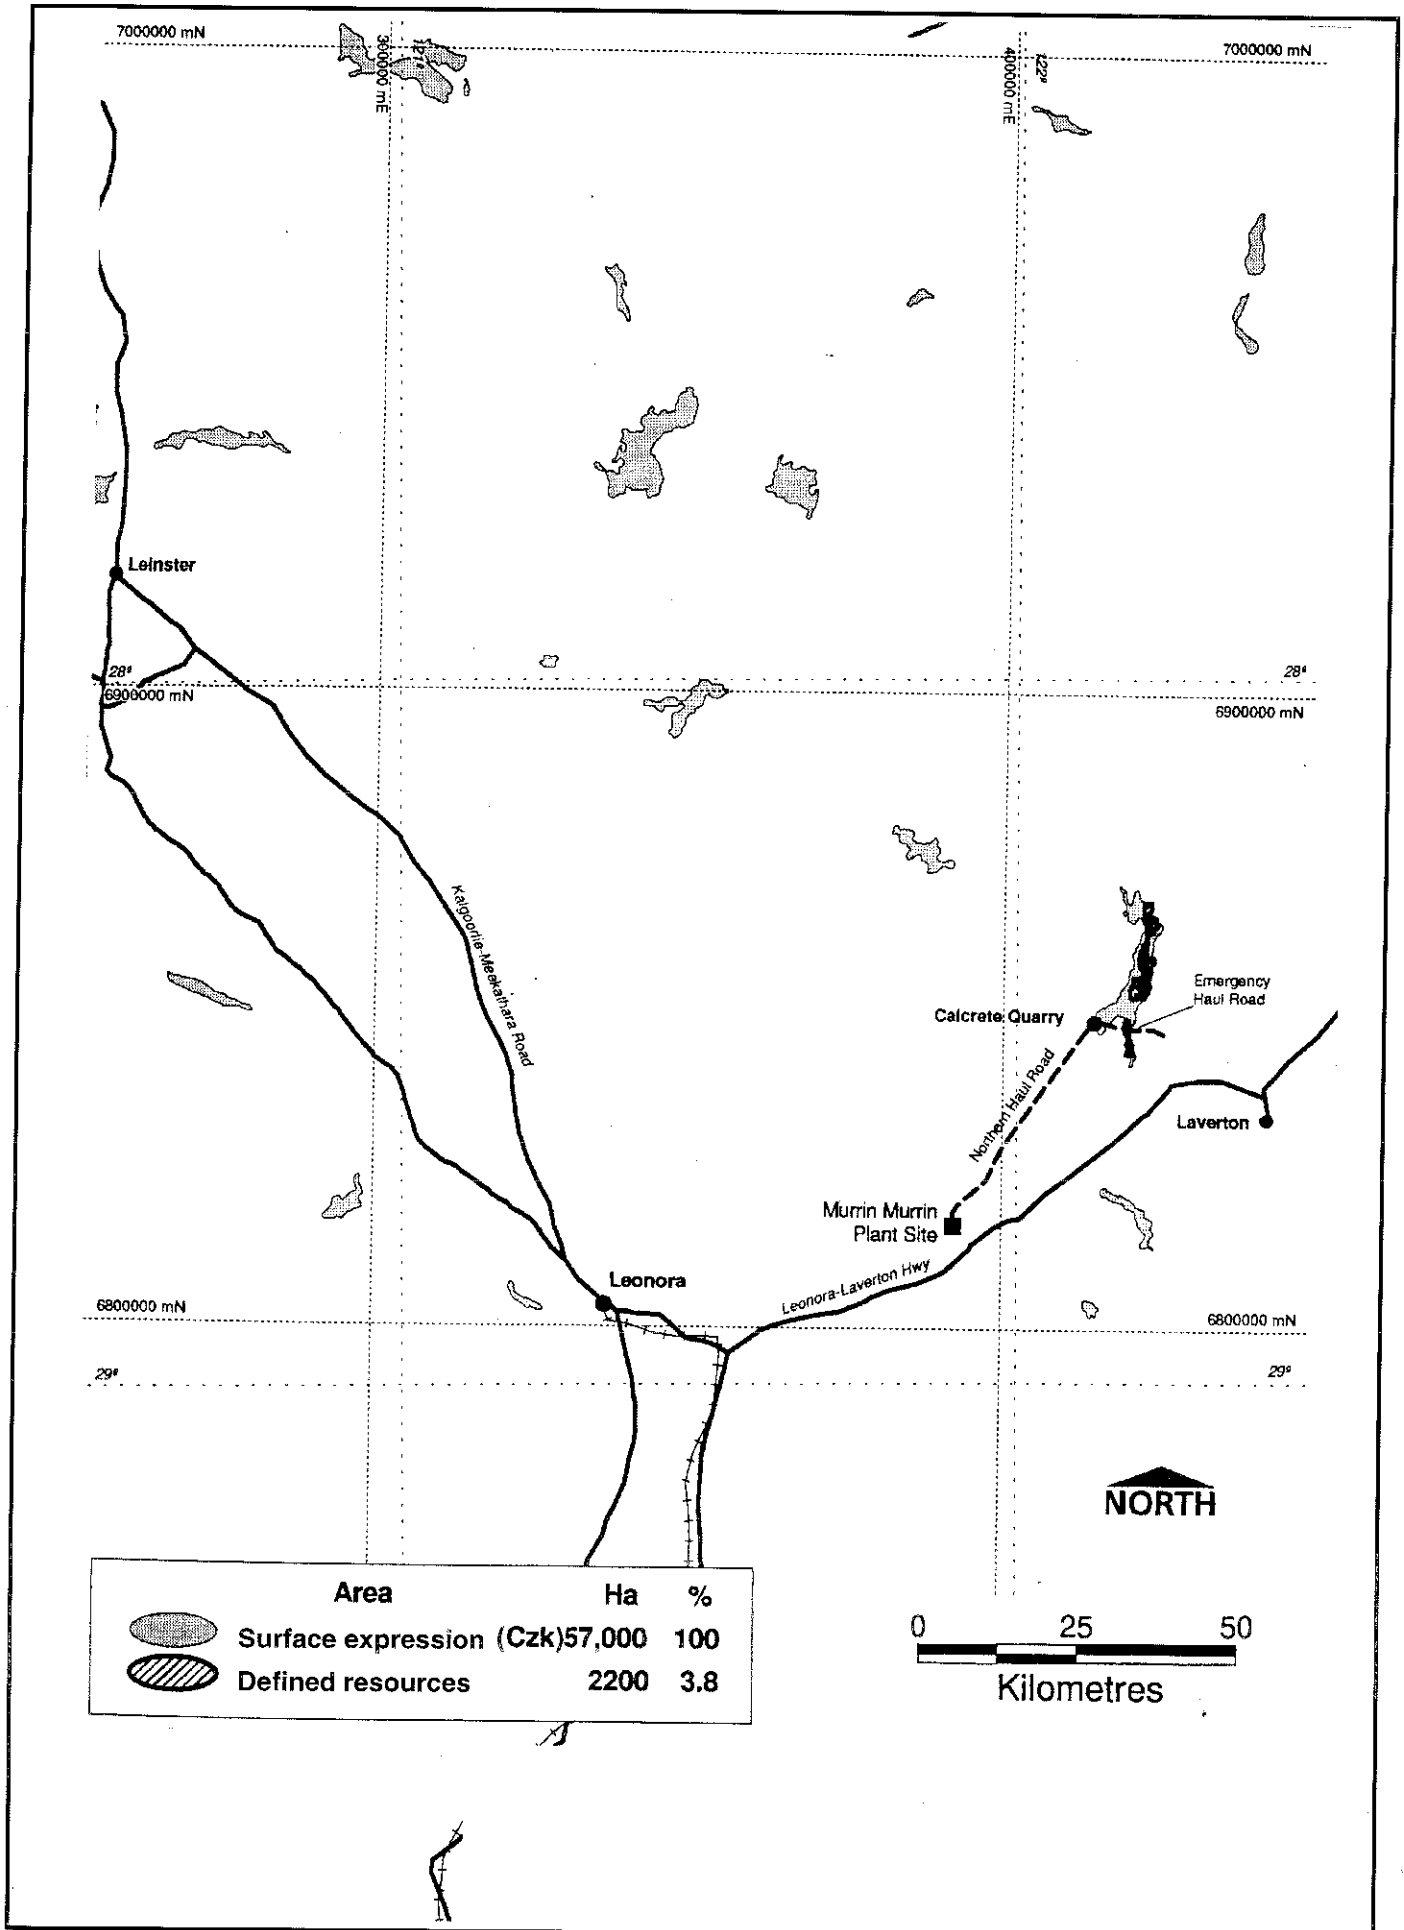 7000000 mN
300000 mE
121°
400000 mE
122°
7000000 mN
Leinster
28°
6900000 mN
28°
6900000 mN
Kalgoorlie-Meekathara Road
Emergency
Haul Road
Calcrete Quarry
Northern Haul Road
Laverton
Murrin Murrin
Plant Site
Leonora
Leonora-Laverton Hwy
6800000 mN
6800000 mN
29°
29°
NORTH
Area Ha %
Surface expression (Czk)57,000 100
Defined resources 2200 3.8
0 25 50
Kilometres